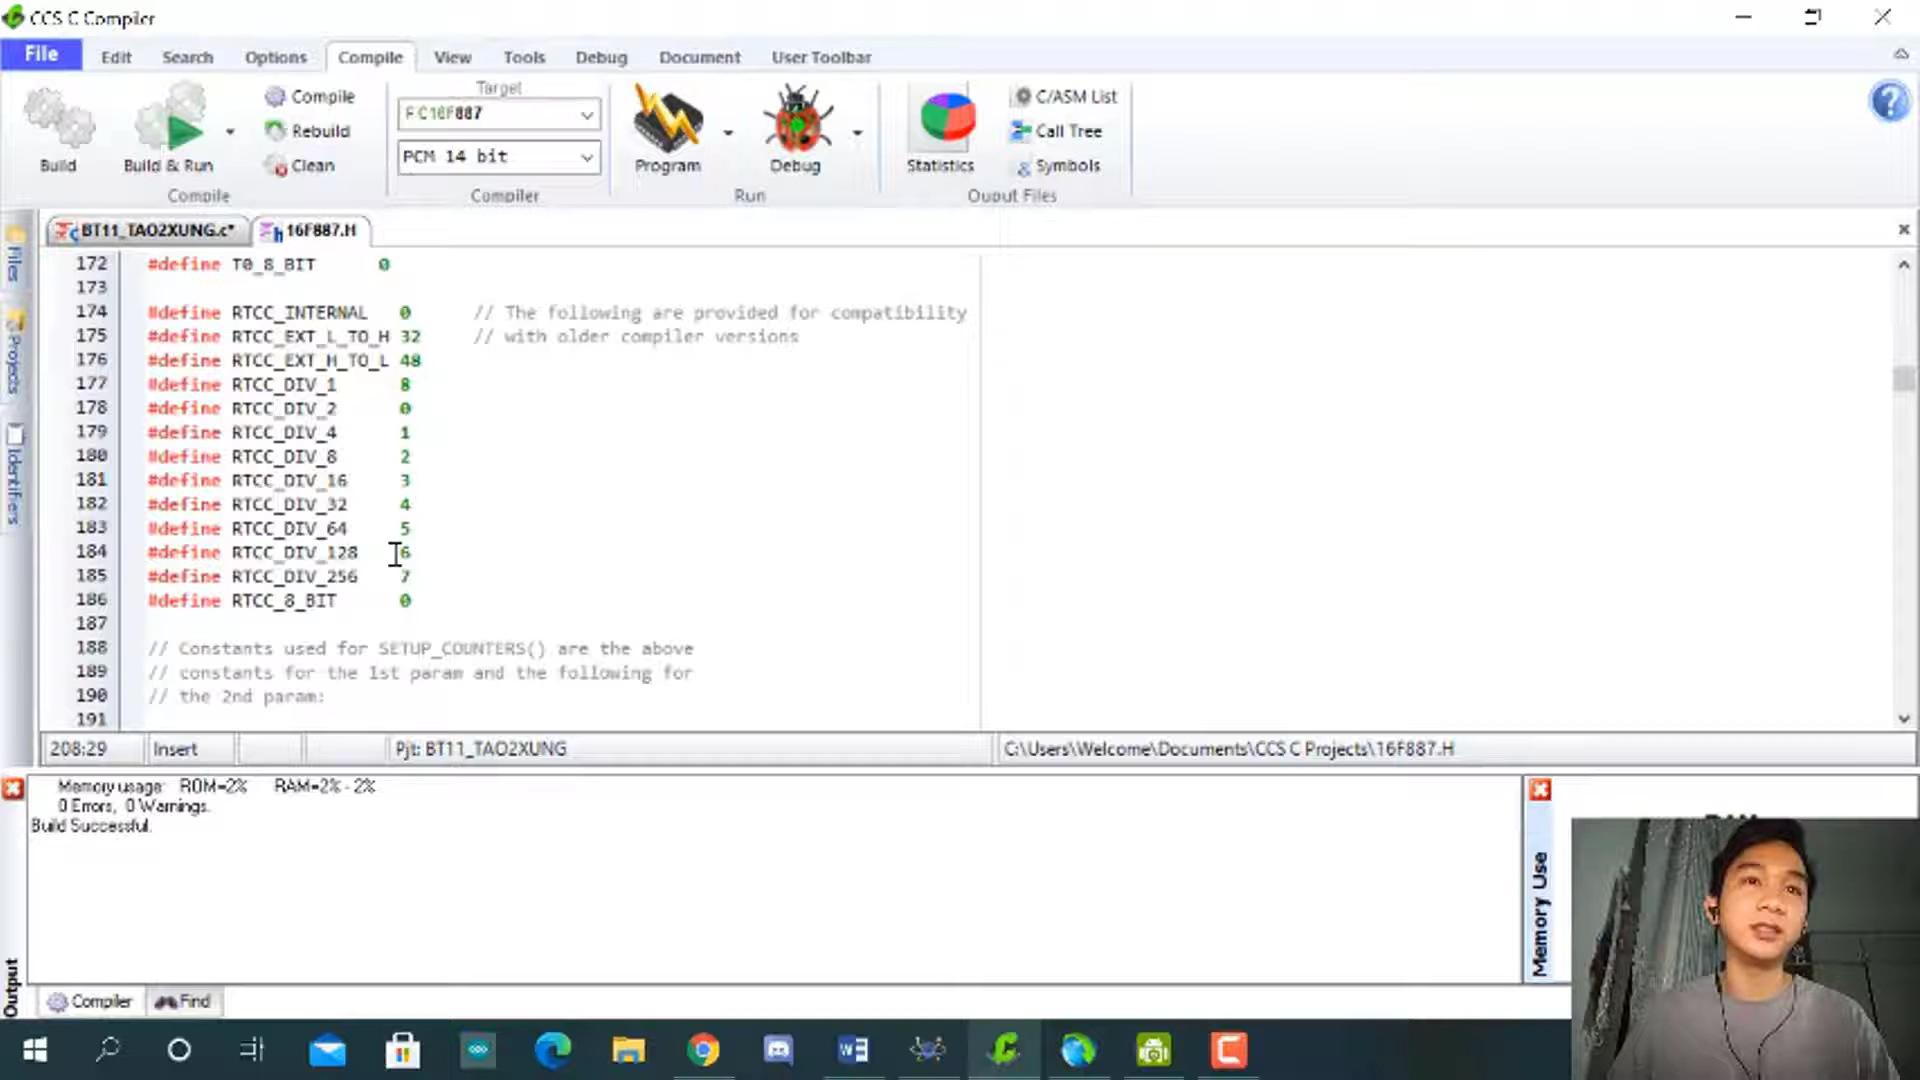 CCS C Compiler
File Edit Search Options Compile View Tools Debug Document User Toolbar
Build
Build & Run
Compile
Rebuild
Clean
Compile
Target
PCM 14 bit
Compiler
Program
Debug
Run
Statistics
C/ASM List
Call Tree
Symbols
Ouput Files
Files
Projects
Identifiers
BT11_TAO2XUNG.c*
16F887.H
172 #define T0_8_BIT 0
173
174 #define RTCC_INTERNAL 0 // The following are provided for compatibility
175 #define RTCC_EXT_L_TO_H 32 // with older compiler versions
176 #define RTCC_EXT_H_TO_L 48
177 #define RTCC_DIV_1 8
178 #define RTCC_DIV_2 0
179 #define RTCC_DIV_4 1
180 #define RTCC_DIV_8 2
181 #define RTCC_DIV_16 3
182 #define RTCC_DIV_32 4
183 #define RTCC_DIV_64 5
184 #define RTCC_DIV_128 6
185 #define RTCC_DIV_256 7
186 #define RTCC_8_BIT 0
187
188 // Constants used for SETUP_COUNTERS() are the above
189 // constants for the 1st param and the following for
190 // the 2nd param:
191
208:29 Insert Pjt: BT11_TAO2XUNG C:\Users\Welcome\Documents\CCS C Projects\16F887.H
Memory usage: ROM=2% RAM=2% - 2%
0 Errors, 0 Warnings.
Build Successful.
Output
Compiler
Find
Memory Use